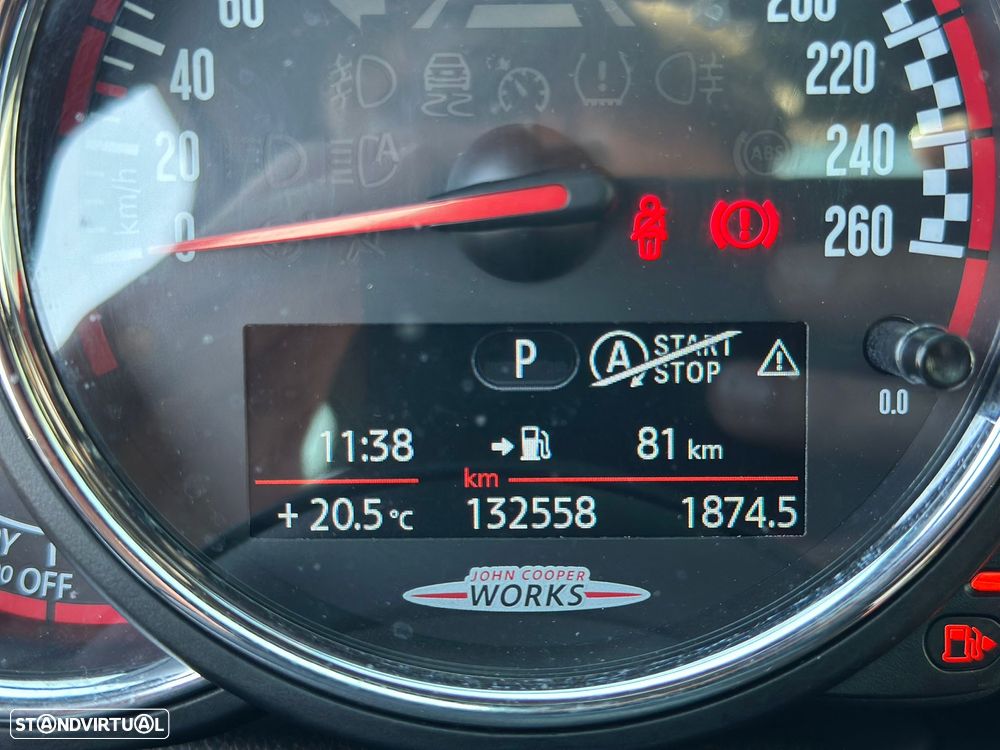 60
200
40
220
20
240
ABS
km/h
0
260
P
A START
STOP
0.0
11:38
81 km
km
+ 20.5 °C
132558
1874.5
JOHN COOPER
WORKS
OFF
STANDVIRTUAL